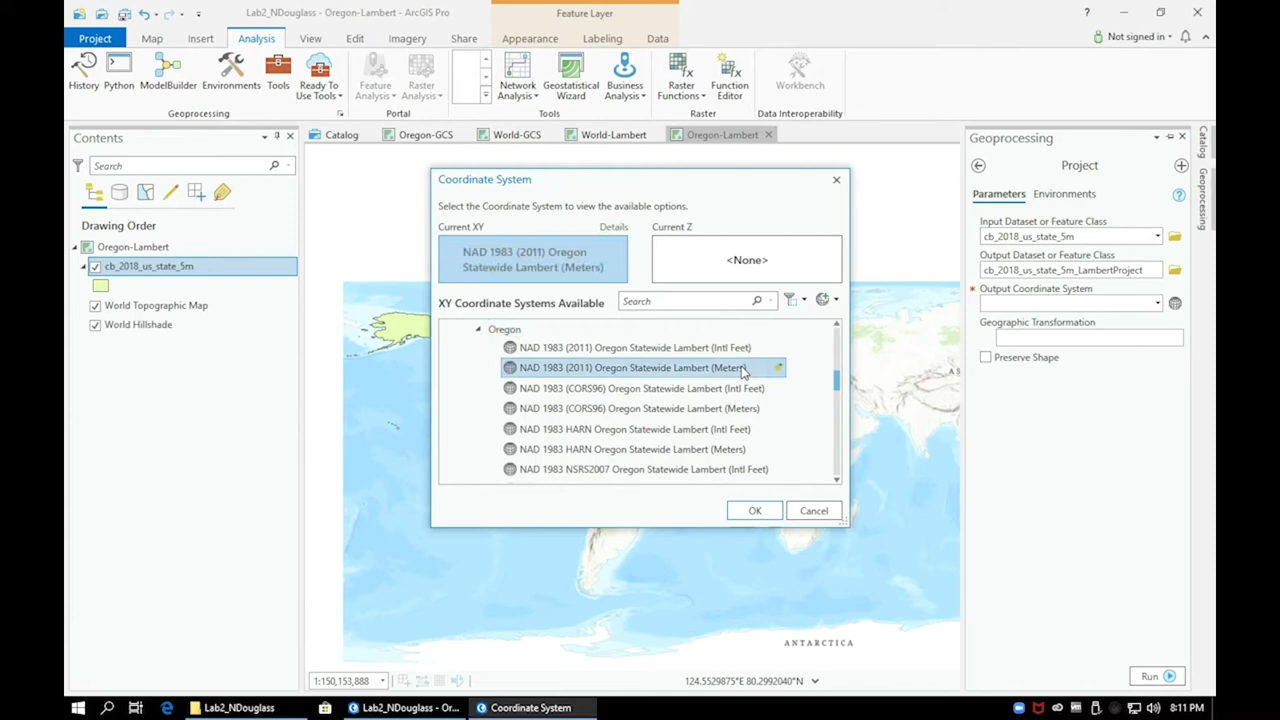 Lab2_NDouglass - Oregon-Lambert - ArcGIS Pro
Feature Layer
?
Project
Map
Insert
Analysis
View
Edit
Imagery
Share
Appearance
Labeling
Data
Not signed in
History
Python
ModelBuilder
Environments
Tools
Ready To
Use Tools
Feature
Analysis
Raster
Analysis
Network
Analysis
Geostatistical
Wizard
Business
Analysis
Raster
Functions
Function
Editor
Workbench
Geoprocessing
Portal
Tools
Raster
Data Interoperability
Contents
Search
Drawing Order
Oregon-Lambert
cb_2018_us_state_5m
World Topographic Map
World Hillshade
Catalog
Oregon-GCS
World-GCS
World-Lambert
Oregon-Lambert
Coordinate System
Select the Coordinate System to view the available options.
Current XY
Details
Current Z
NAD 1983 (2011) Oregon
Statewide Lambert (Meters)
<None>
XY Coordinate Systems Available
Search
Oregon
NAD 1983 (2011) Oregon Statewide Lambert (Intl Feet)
NAD 1983 (2011) Oregon Statewide Lambert (Meters)
NAD 1983 (CORS96) Oregon Statewide Lambert (Intl Feet)
NAD 1983 (CORS96) Oregon Statewide Lambert (Meters)
NAD 1983 HARN Oregon Statewide Lambert (Intl Feet)
NAD 1983 HARN Oregon Statewide Lambert (Meters)
NAD 1983 NSRS2007 Oregon Statewide Lambert (Intl Feet)
OK
Cancel
ANTARCTICA
1:150,153,888
124.5529875°E 80.2992040°N
Geoprocessing
Project
Parameters
Environments
?
Input Dataset or Feature Class
cb_2018_us_state_5m
Output Dataset or Feature Class
cb_2018_us_state_5m_LambertProject
* Output Coordinate System
Geographic Transformation
Preserve Shape
Run
Catalog
Geoprocessing
Lab2_NDouglass
Lab2_NDouglass - Or...
Coordinate System
8:11 PM